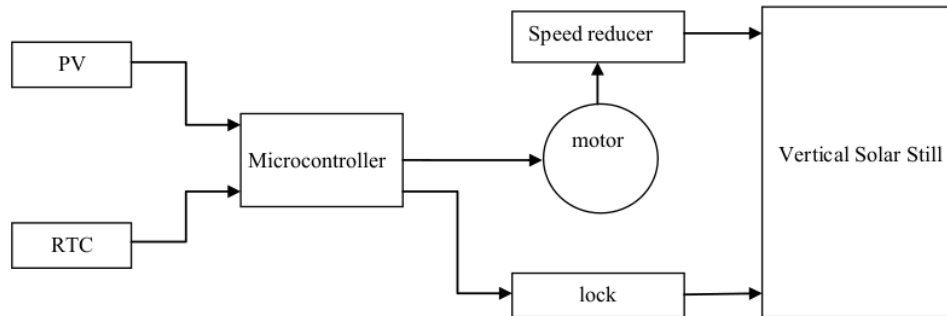 Speed reducer
PV
motor
Microcontroller
Vertical Solar Still
RTC
lock